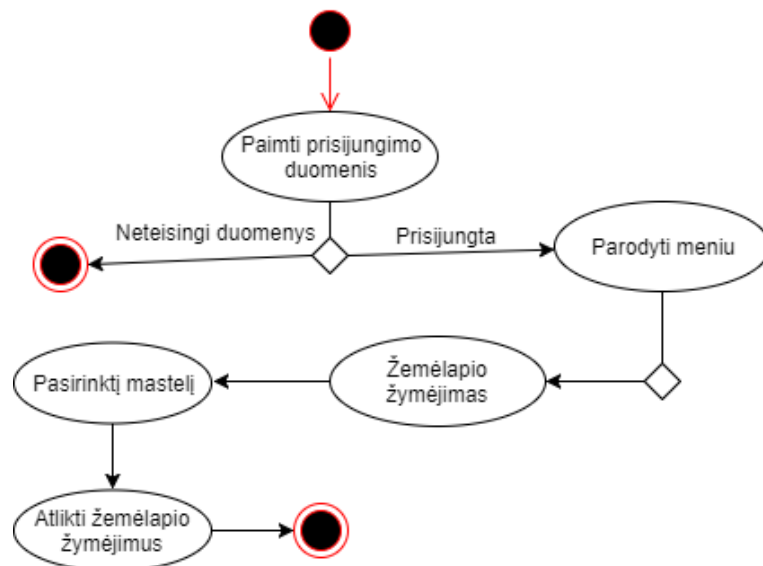 Paimti prisijungimo
duomenis
Neteisingi duomenys
Prisijungta
Parodyti meniu
Žemėlapio
žymėjimas
Pasirinktį mastelį
Atlikti žemėlapio
žymėjimus